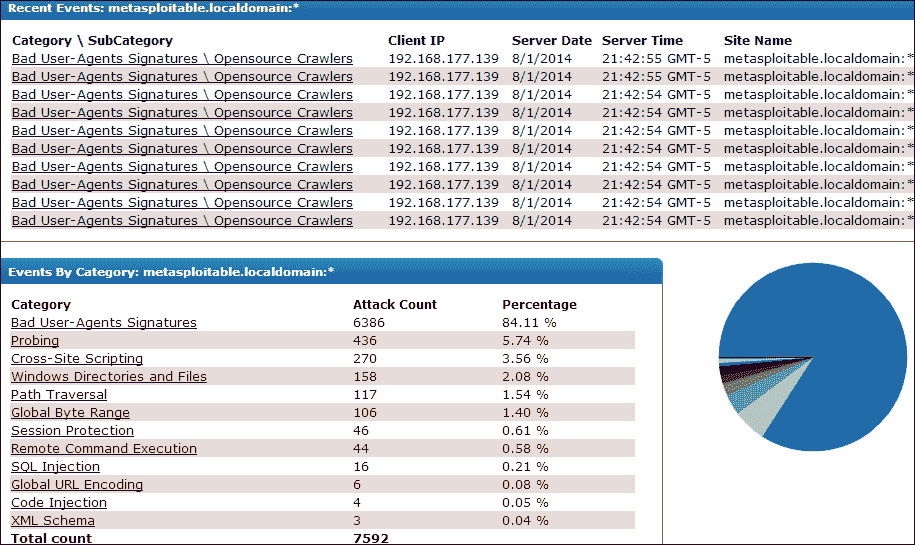 Recent Events: metasploitable.localdomain:*
Category \ SubCategory Client IP Server Date Server Time Site Name
Bad User-Agents Signatures \ Opensource Crawlers 192.168.177.139 8/1/2014 21:42:55 GMT-5 metasploitable.localdomain:*
Bad User-Agents Signatures \ Opensource Crawlers 192.168.177.139 8/1/2014 21:42:55 GMT-5 metasploitable.localdomain:*
Bad User-Agents Signatures \ Opensource Crawlers 192.168.177.139 8/1/2014 21:42:54 GMT-5 metasploitable.localdomain:*
Bad User-Agents Signatures \ Opensource Crawlers 192.168.177.139 8/1/2014 21:42:54 GMT-5 metasploitable.localdomain:*
Bad User-Agents Signatures \ Opensource Crawlers 192.168.177.139 8/1/2014 21:42:54 GMT-5 metasploitable.localdomain:*
Bad User-Agents Signatures \ Opensource Crawlers 192.168.177.139 8/1/2014 21:42:54 GMT-5 metasploitable.localdomain:*
Bad User-Agents Signatures \ Opensource Crawlers 192.168.177.139 8/1/2014 21:42:54 GMT-5 metasploitable.localdomain:*
Bad User-Agents Signatures \ Opensource Crawlers 192.168.177.139 8/1/2014 21:42:54 GMT-5 metasploitable.localdomain:*
Bad User-Agents Signatures \ Opensource Crawlers 192.168.177.139 8/1/2014 21:42:54 GMT-5 metasploitable.localdomain:*
Bad User-Agents Signatures \ Opensource Crawlers 192.168.177.139 8/1/2014 21:42:54 GMT-5 metasploitable.localdomain:*
Events By Category: metasploitable.localdomain:*
Category Attack Count Percentage
Bad User-Agents Signatures 6386 84.11 %
Probing 436 5.74 %
Cross-Site Scripting 270 3.56 %
Windows Directories and Files 158 2.08 %
Path Traversal 117 1.54 %
Global Byte Range 106 1.40 %
Session Protection 46 0.61 %
Remote Command Execution 44 0.58 %
SQL Injection 16 0.21 %
Global URL Encoding 6 0.08 %
Code Injection 4 0.05 %
XML Schema 3 0.04 %
Total count 7592